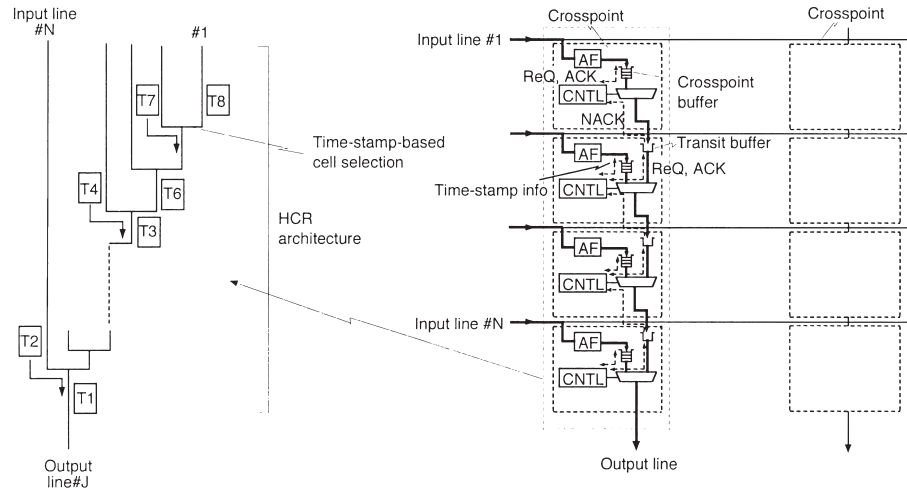 Input line
#N
#1
T7
T8
Time-stamp-based
cell selection
T4
T6
T3
HCR
architecture
T2
T1
Output
line#J
Crosspoint
Crosspoint
Input line #1
AF
ReQ, ACK
Crosspoint
buffer
CNTL
NACK
Transit buffer
AF
ReQ, ACK
Time-stamp info
CNTL
AF
CNTL
Input line #N
AF
CNTL
Output line